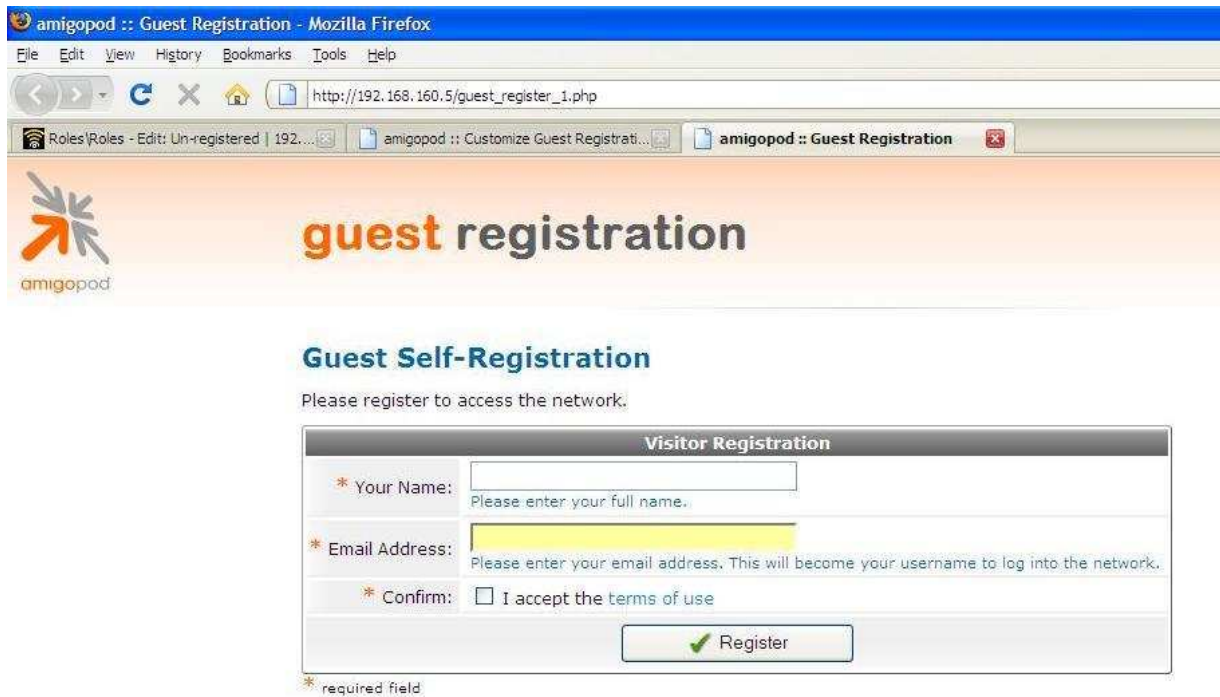 amigopod :: Guest Registration - Mozilla Firefox
File Edit View History Bookmarks Tools Help
http://192.168.160.5/guest_register_1.php
Roles\Roles - Edit: Un-registered | 192.... amigopod :: Customize Guest Registrati... amigopod :: Guest Registration
amigopod
guest registration
Guest Self-Registration
Please register to access the network.
Visitor Registration
* Your Name:
Please enter your full name.
* Email Address:
Please enter your email address. This will become your username to log into the network.
* Confirm: I accept the terms of use
Register
* required field